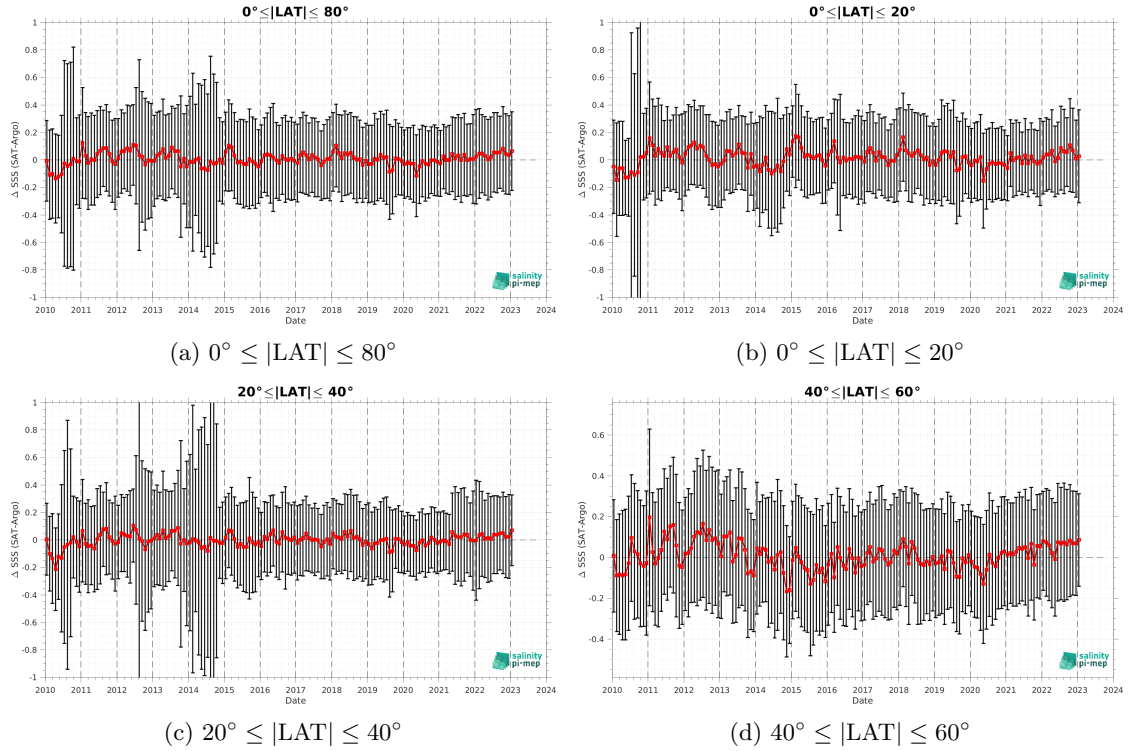 0°≤|LAT|≤ 80°
1
0.8
0.6
0.4
0.2
0
-0.2
-0.4
-0.6
-0.8
-1
Δ SSS (SAT-Argo)
2010 2011 2012 2013 2014 2015 2016 2017 2018 2019 2020 2021 2022 2023 2024
Date
salinity
pi-mep
(a) 0° ≤ |LAT| ≤ 80°
0°≤|LAT|≤ 20°
1
0.8
0.6
0.4
0.2
0
-0.2
-0.4
-0.6
-0.8
-1
Δ SSS (SAT-Argo)
2010 2011 2012 2013 2014 2015 2016 2017 2018 2019 2020 2021 2022 2023 2024
Date
salinity
pi-mep
(b) 0° ≤ |LAT| ≤ 20°
20°≤|LAT|≤ 40°
1
0.8
0.6
0.4
0.2
0
-0.2
-0.4
-0.6
-0.8
-1
Δ SSS (SAT-Argo)
2010 2011 2012 2013 2014 2015 2016 2017 2018 2019 2020 2021 2022 2023 2024
Date
salinity
pi-mep
(c) 20° ≤ |LAT| ≤ 40°
40°≤|LAT|≤ 60°
0.6
0.4
0.2
0
-0.2
-0.4
Δ SSS (SAT-Argo)
2010 2011 2012 2013 2014 2015 2016 2017 2018 2019 2020 2021 2022 2023 2024
Date
salinity
pi-mep
(d) 40° ≤ |LAT| ≤ 60°